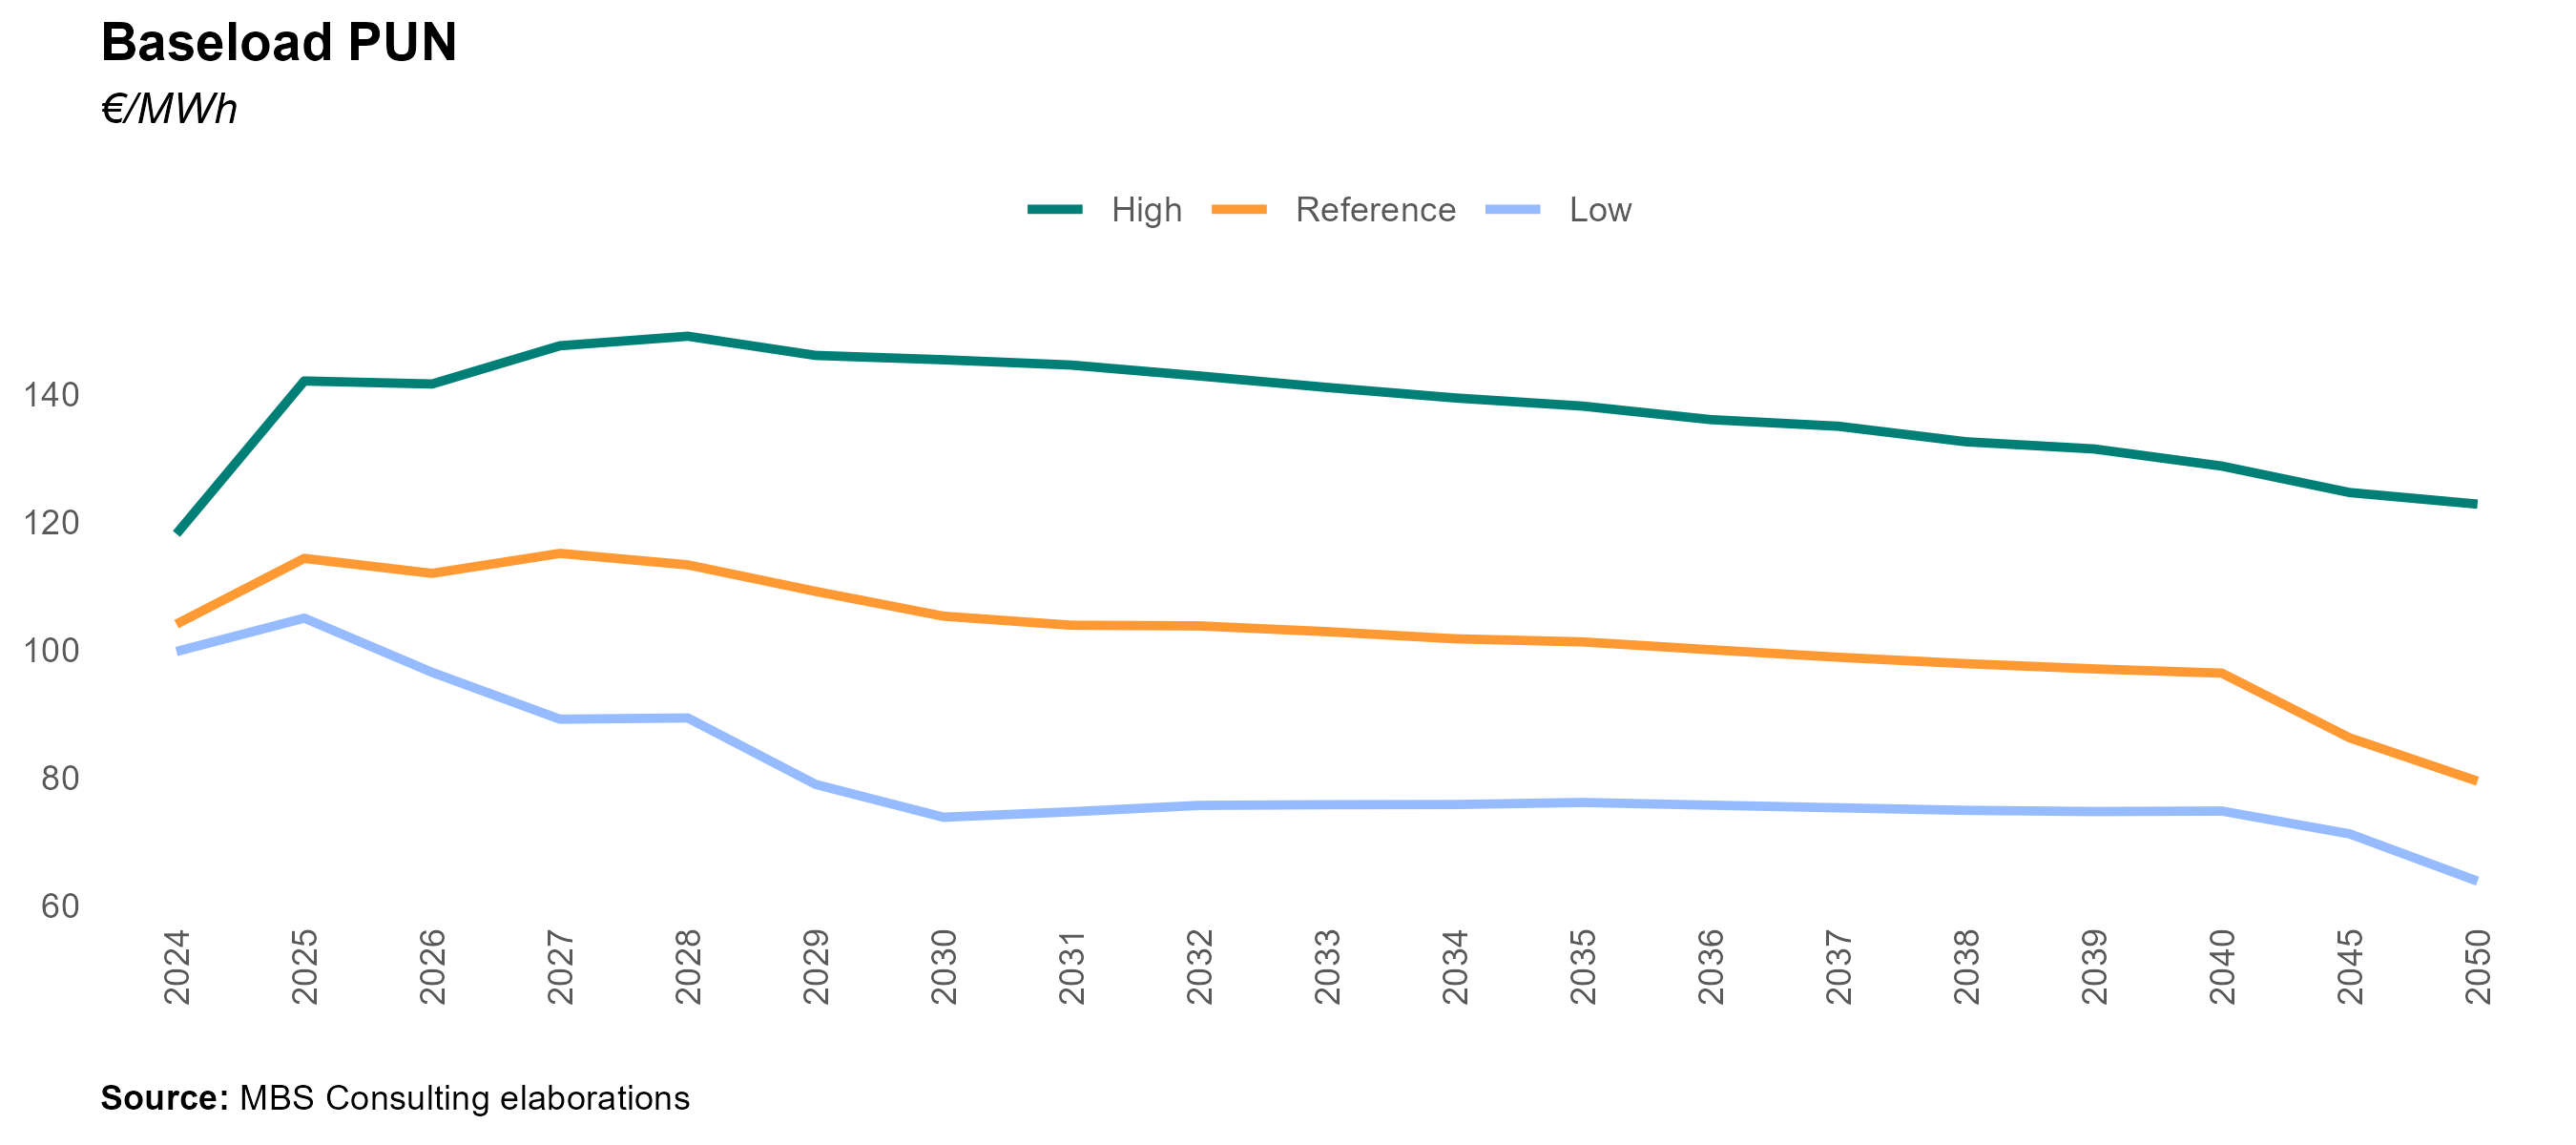 Baseload PUN
€/MWh
High Reference Low
140
120
100
80
60
2024 2025 2026 2027 2028 2029 2030 2031 2032 2033 2034 2035 2036 2037 2038 2039 2040 2045 2050
Source: MBS Consulting elaborations